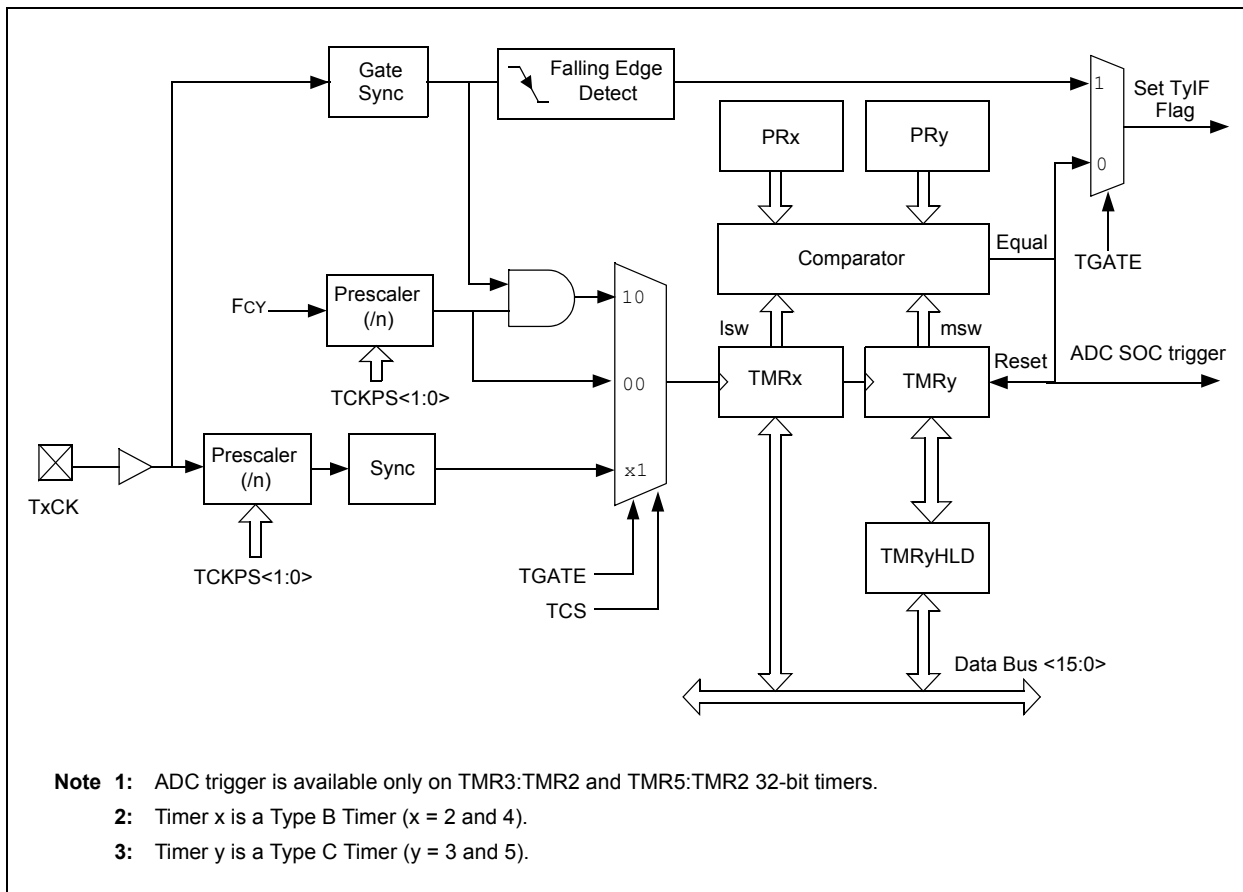 Gate
Sync
Falling Edge
Detect
1
Set TyIF
Flag
PRx
PRy
0
Comparator
Equal
TGATE
FCY
Prescaler
(/n)
10
lsw
msw
TMRx
TMRy
Reset
ADC SOC trigger
00
TCKPS<1:0>
Prescaler
(/n)
Sync
x1
TxCK
TCKPS<1:0>
TGATE
TCS
TMRyHLD
Data Bus <15:0>
Note 1: ADC trigger is available only on TMR3:TMR2 and TMR5:TMR2 32-bit timers.
2: Timer x is a Type B Timer (x = 2 and 4).
3: Timer y is a Type C Timer (y = 3 and 5).